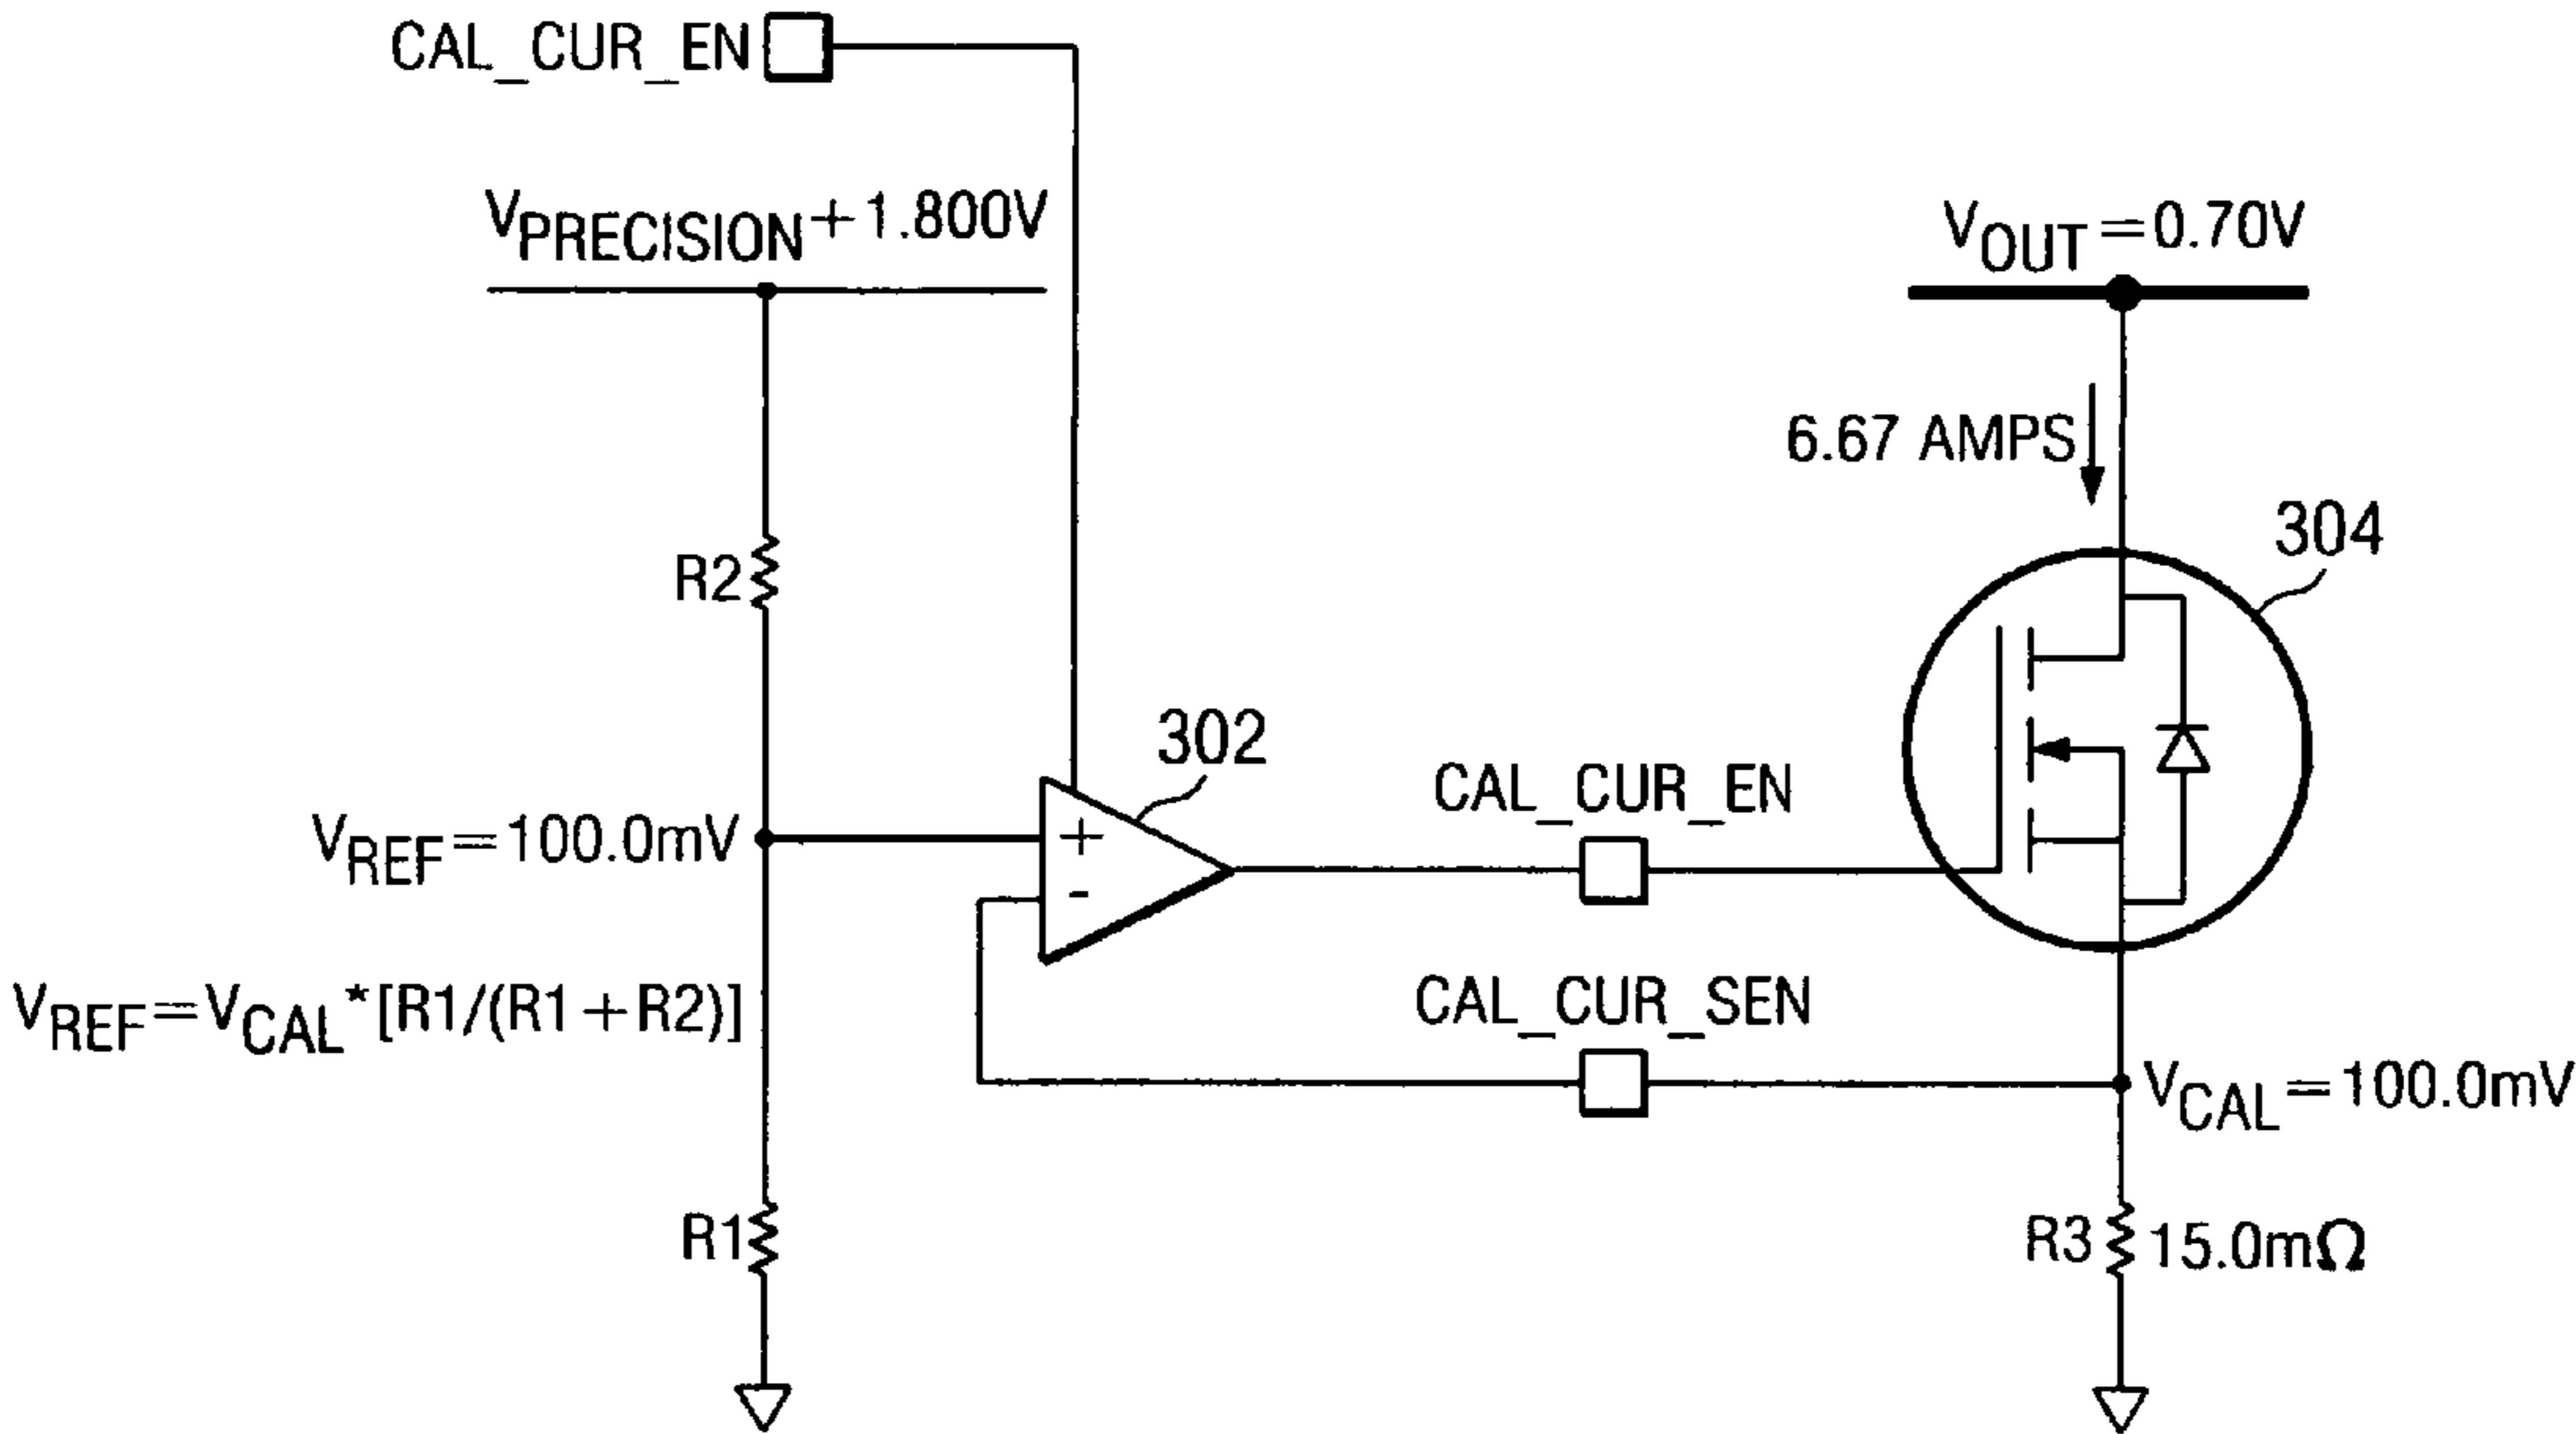 CAL_CUR_EN
VPRECISION+1.800V
VOUT=0.70V
6.67 AMPS
304
R2
302
CAL_CUR_EN
VREF=100.0mV
+
-
VREF=VCAL*[R1/(R1+R2)]
CAL_CUR_SEN
VCAL=100.0mV
R1
R3 15.0mΩ